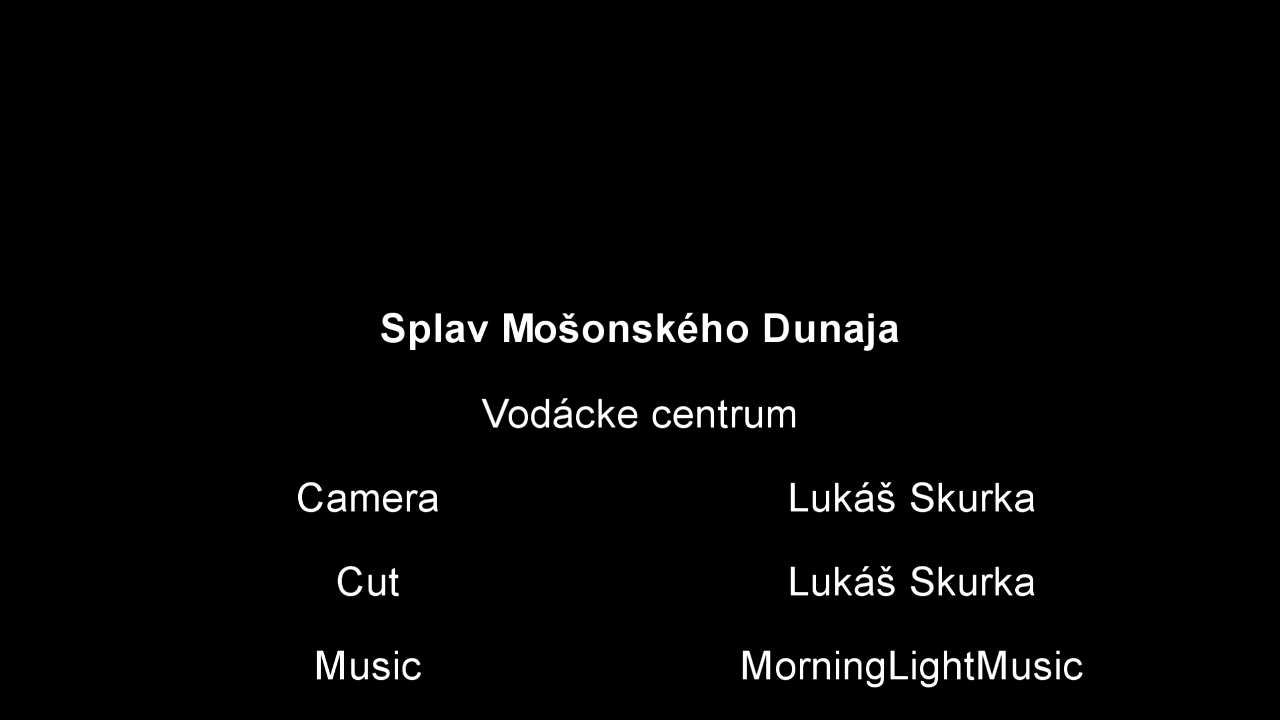 Splav Mošonského Dunaja
Vodácke centrum
Camera Lukáš Skurka
Cut Lukáš Skurka
Music MorningLightMusic